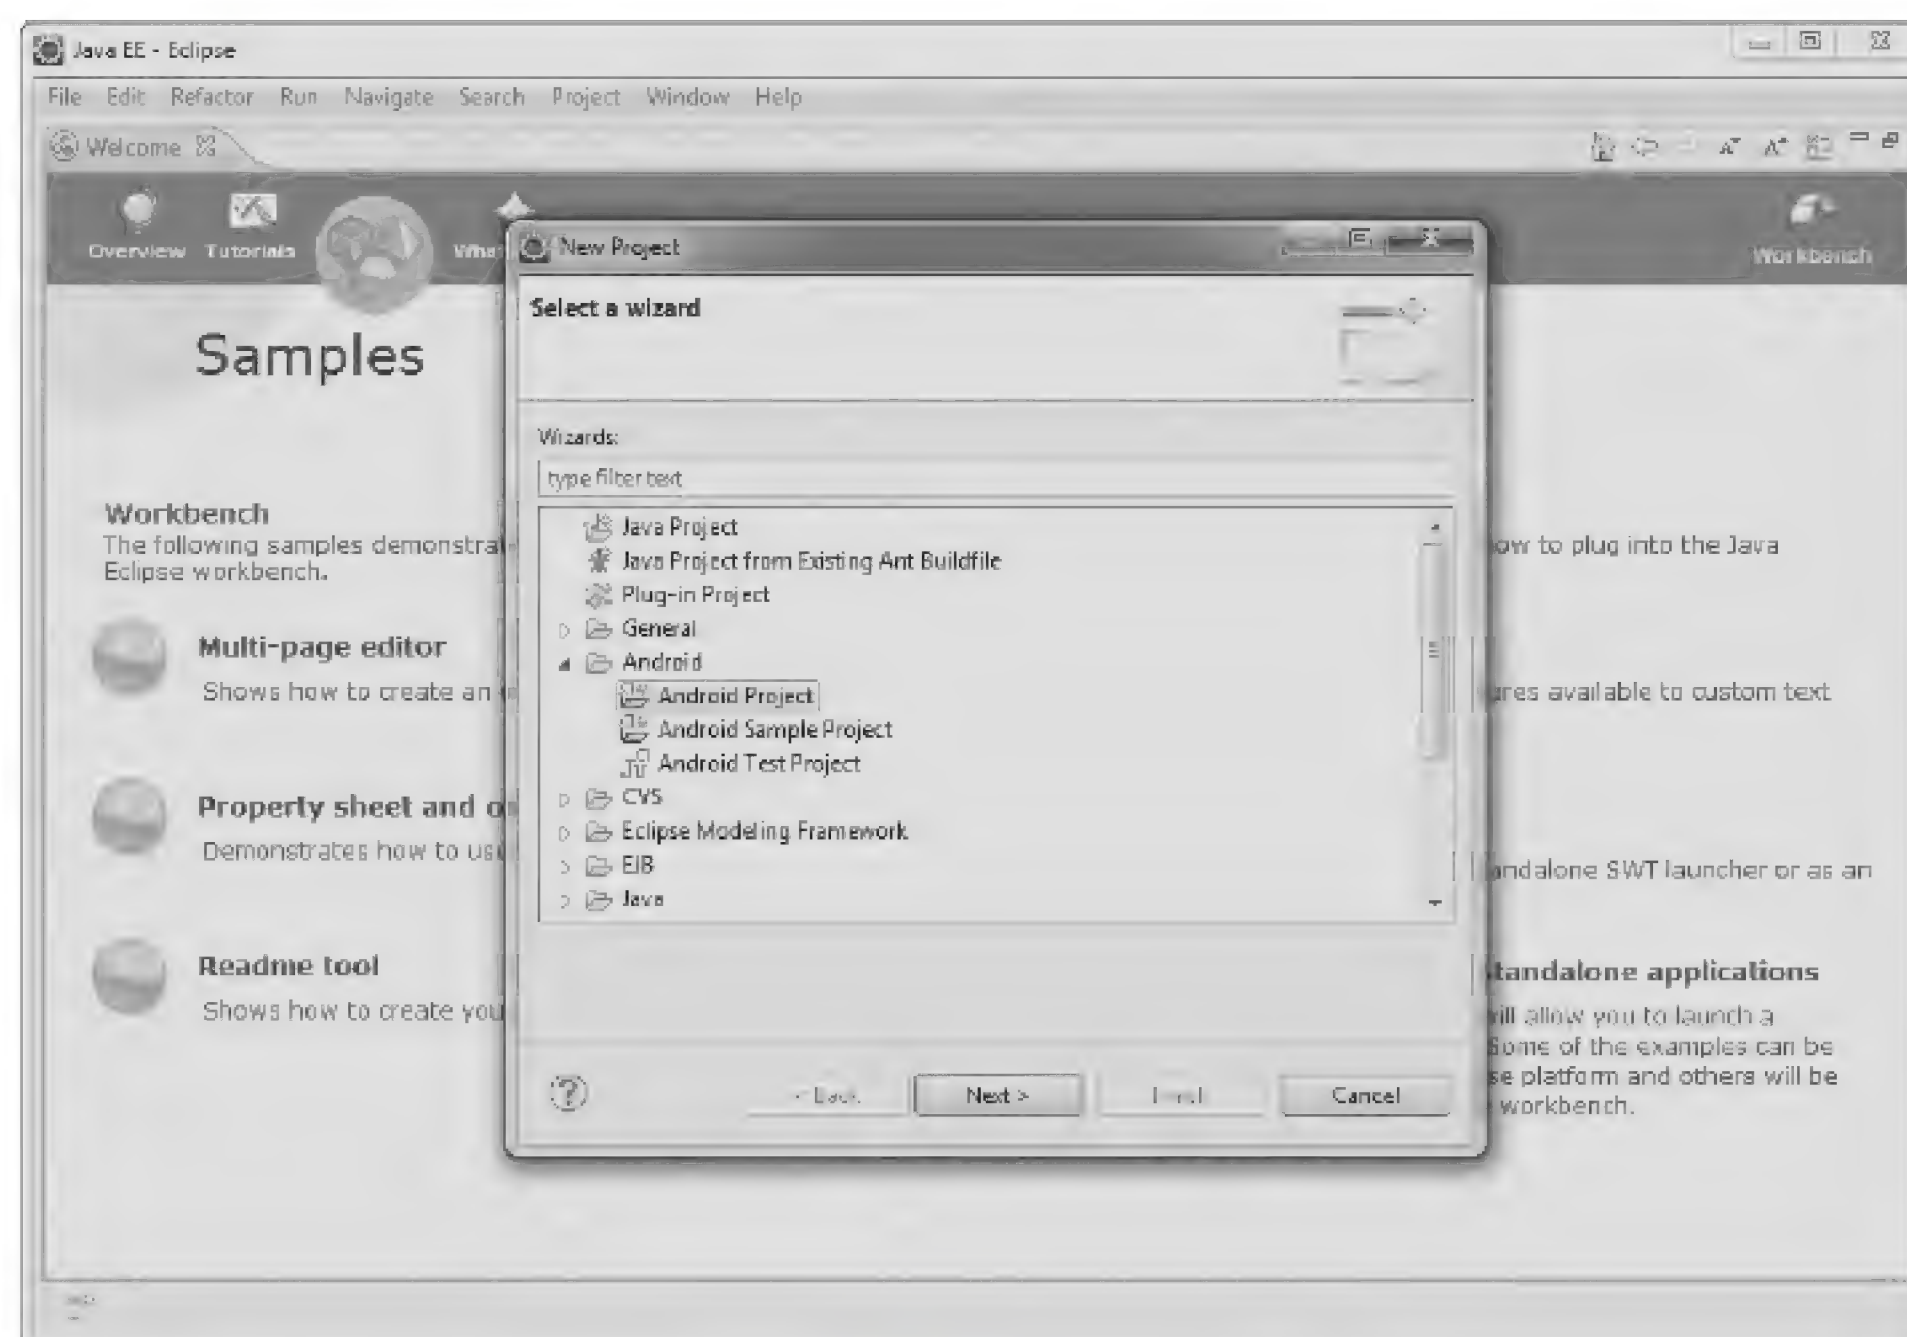 Java EE - Eclipse
File Edit Refactor Run Navigate Search Project Window Help
Welcome
Overview Tutorials
Workbench
New Project
Select a wizard
Samples
Wizards:
type filter text
Workbench
The following samples demonstra
Eclipse workbench.
Java Project
Java Project from Existing Ant Buildfile
Plug-in Project
General
Android
Android Project
Android Sample Project
Android Test Project
CVS
Eclipse Modeling Framework
EJB
Java
ow to plug into the Java
Multi-page editor
Shows how to create an
ures available to custom text
Property sheet and o
Demonstrates how to us
andalone SWT launcher or as an
Readme tool
Shows how to create you
tandalone applications
will allow you to launch a
Some of the examples can be
se platform and others will be
workbench.
< Back Next > Cancel